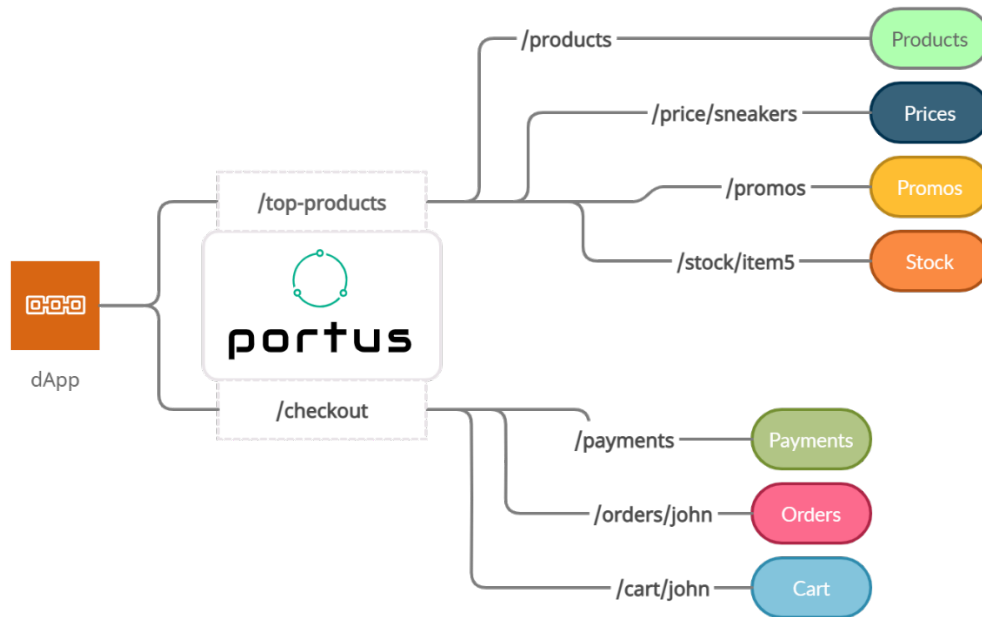 /products
Products
/price/sneakers
Prices
/top-products
/promos
Promos
/stock/item5
Stock
portus
dApp
/checkout
/payments
Payments
/orders/john
Orders
/cart/john
Cart